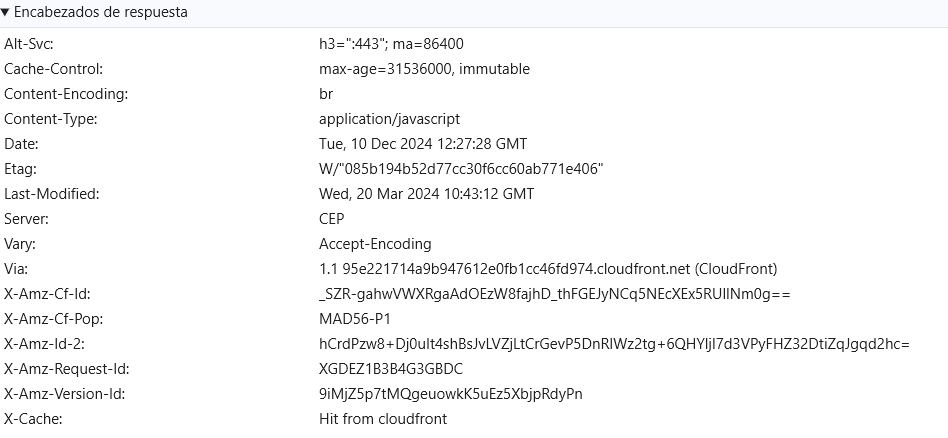 Encabezados de respuesta
Alt-Svc: h3=":443"; ma=86400
Cache-Control: max-age=31536000, immutable
Content-Encoding: br
Content-Type: application/javascript
Date: Tue, 10 Dec 2024 12:27:28 GMT
Etag: W/"085b194b52d77cc30f6cc60ab771e406"
Last-Modified: Wed, 20 Mar 2024 10:43:12 GMT
Server: CEP
Vary: Accept-Encoding
Via: 1.1 95e221714a9b947612e0fb1cc46fd974.cloudfront.net (CloudFront)
X-Amz-Cf-Id: _SZR-gahwVWXRgaAdOEzW8fajhD_thFGEJyNCq5NEcXEx5RUIlNm0g==
X-Amz-Cf-Pop: MAD56-P1
X-Amz-Id-2: hCrdPzw8+Dj0uIt4shBsJvLVZjLtCrGevP5DnRlWz2tg+6QHYljI7d3VPyFHZ32DtiZqJgqd2hc=
X-Amz-Request-Id: XGDEZ1B3B4G3GBDC
X-Amz-Version-Id: 9iMjZ5p7tMQgeuowkK5uEz5XbjpRdyPn
X-Cache: Hit from cloudfront